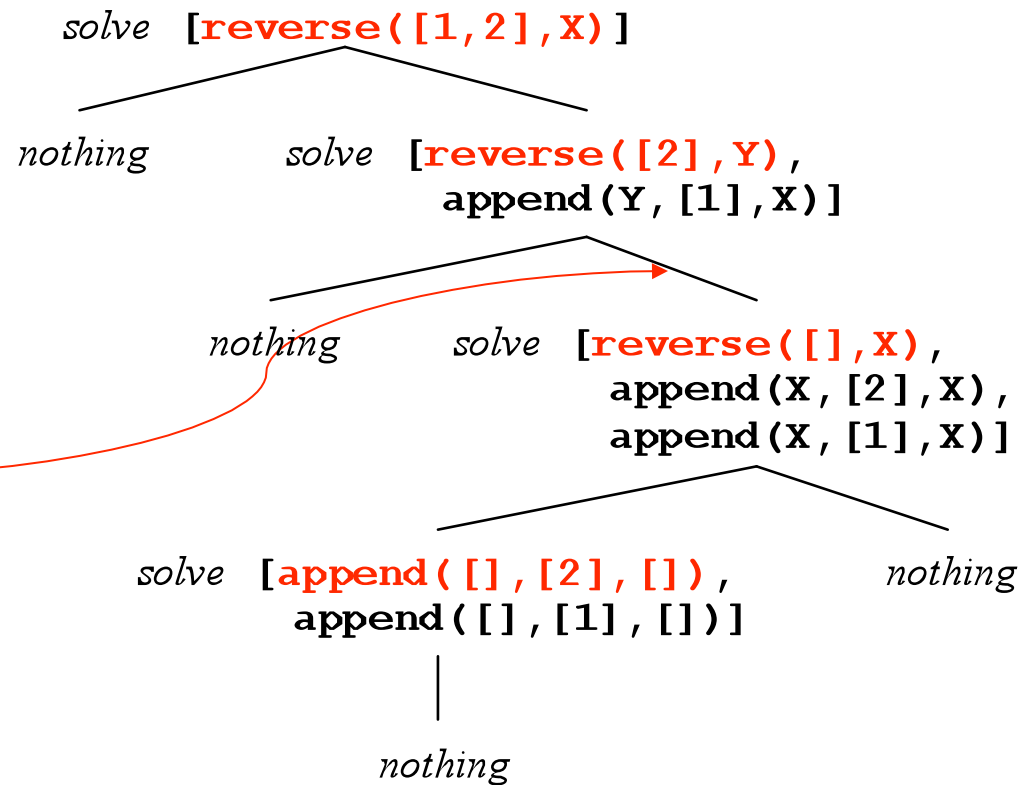 solve [reverse([1,2],X)]
nothing solve [reverse([2],Y),
append(Y,[1],X)]
nothing solve [reverse([],X),
append(X,[2],X),
append(X,[1],X)]
solve [append([],[2],[]), nothing
append([],[1],[])]
nothing